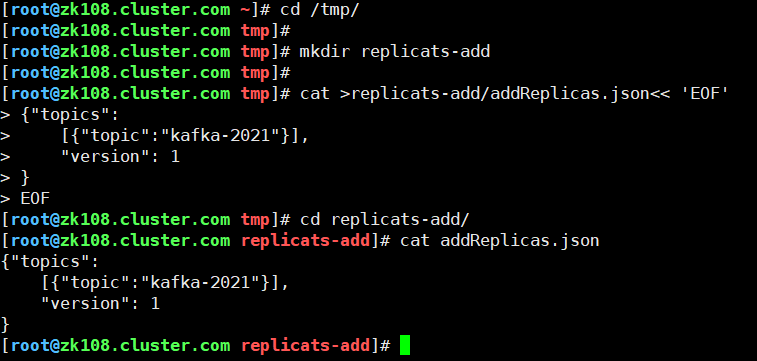 [root@zk108.cluster.com ~]# cd /tmp/
[root@zk108.cluster.com tmp]#
[root@zk108.cluster.com tmp]# mkdir replicats-add
[root@zk108.cluster.com tmp]#
[root@zk108.cluster.com tmp]# cat >replicats-add/addReplicas.json<< 'EOF'
> {"topics":
>     [{"topic":"kafka-2021"}],
>     "version": 1
> }
> EOF
[root@zk108.cluster.com tmp]# cd replicats-add/
[root@zk108.cluster.com replicats-add]# cat addReplicas.json
{"topics":
    [{"topic":"kafka-2021"}],
    "version": 1
}
[root@zk108.cluster.com replicats-add]#